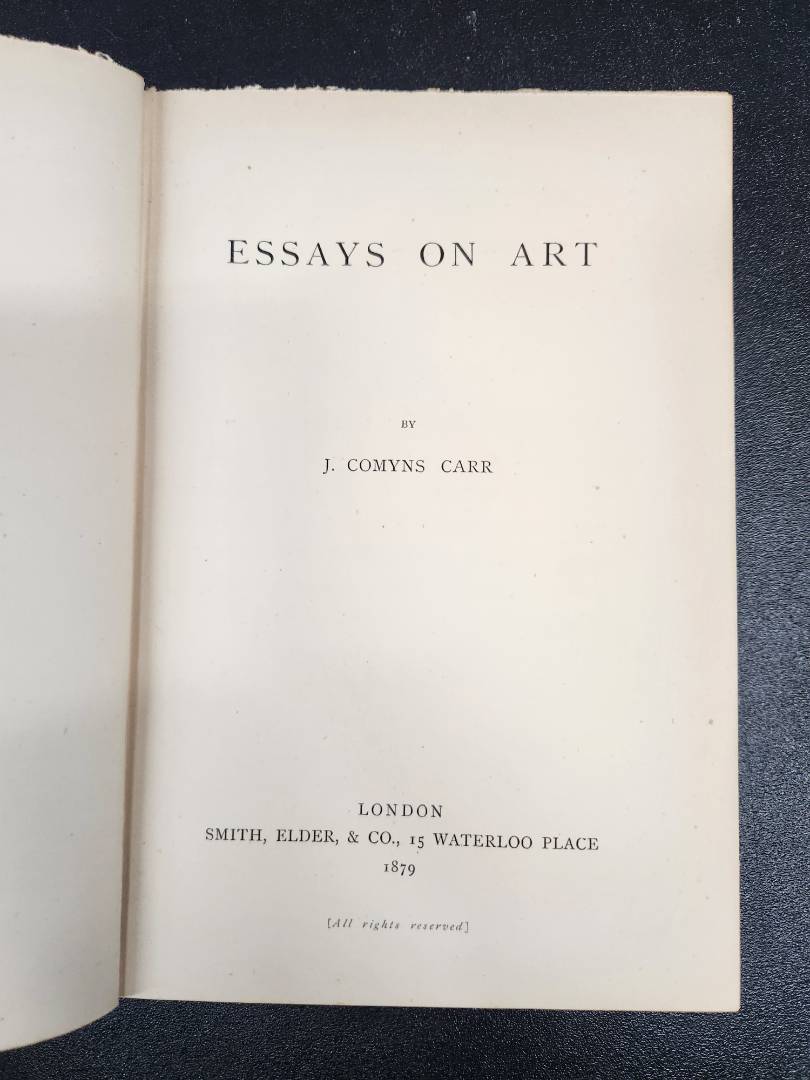 ESSAYS ON ART
BY
J. COMYNS CARR
LONDON
SMITH, ELDER, & CO., 15 WATERLOO PLACE
1879
[All rights reserved]